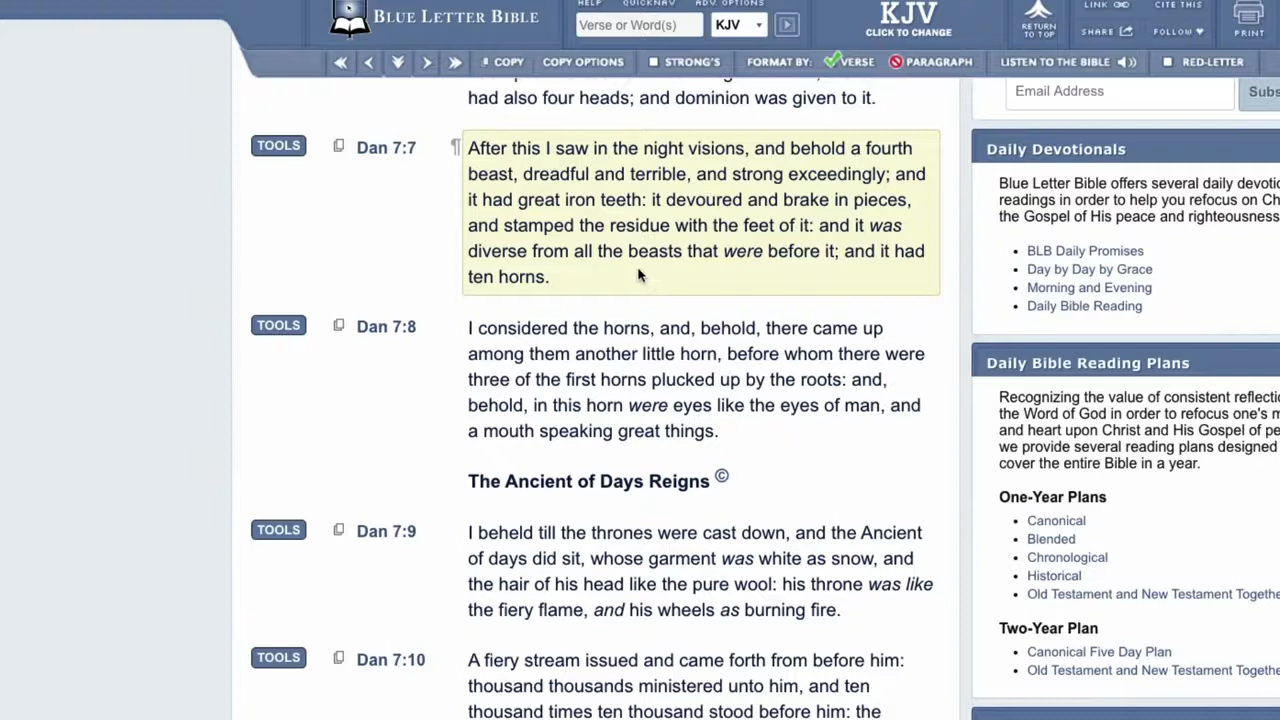 HELP QUICKNAV ADV. OPTIONS
BLUE LETTER BIBLE
Verse or Word(s)
KJV
KJV
CLICK TO CHANGE
RETURN
TO TOP
LINK
CITE THIS
SHARE
FOLLOW
PRINT
COPY
COPY OPTIONS
STRONG'S
FORMAT BY:
VERSE
PARAGRAPH
LISTEN TO THE BIBLE
RED-LETTER
had also four heads; and dominion was given to it.
TOOLS
Dan 7:7
¶
After this I saw in the night visions, and behold a fourth
beast, dreadful and terrible, and strong exceedingly; and
it had great iron teeth: it devoured and brake in pieces,
and stamped the residue with the feet of it: and it was
diverse from all the beasts that were before it; and it had
ten horns.
TOOLS
Dan 7:8
I considered the horns, and, behold, there came up
among them another little horn, before whom there were
three of the first horns plucked up by the roots: and,
behold, in this horn were eyes like the eyes of man, and
a mouth speaking great things.
The Ancient of Days Reigns ©
TOOLS
Dan 7:9
I beheld till the thrones were cast down, and the Ancient
of days did sit, whose garment was white as snow, and
the hair of his head like the pure wool: his throne was like
the fiery flame, and his wheels as burning fire.
TOOLS
Dan 7:10
A fiery stream issued and came forth from before him:
thousand thousands ministered unto him, and ten
thousand times ten thousand stood before him: the
Email Address
Subs
Daily Devotionals
Blue Letter Bible offers several daily devotio
readings in order to help you refocus on Ch
the Gospel of His peace and righteousness
• BLB Daily Promises
• Day by Day by Grace
• Morning and Evening
• Daily Bible Reading
Daily Bible Reading Plans
Recognizing the value of consistent reflecti
the Word of God in order to refocus one's m
and heart upon Christ and His Gospel of pe
we provide several reading plans designed
cover the entire Bible in a year.
One-Year Plans
• Canonical
• Blended
• Chronological
• Historical
• Old Testament and New Testament Togethe
Two-Year Plan
• Canonical Five Day Plan
• Old Testament and New Testament Togethe